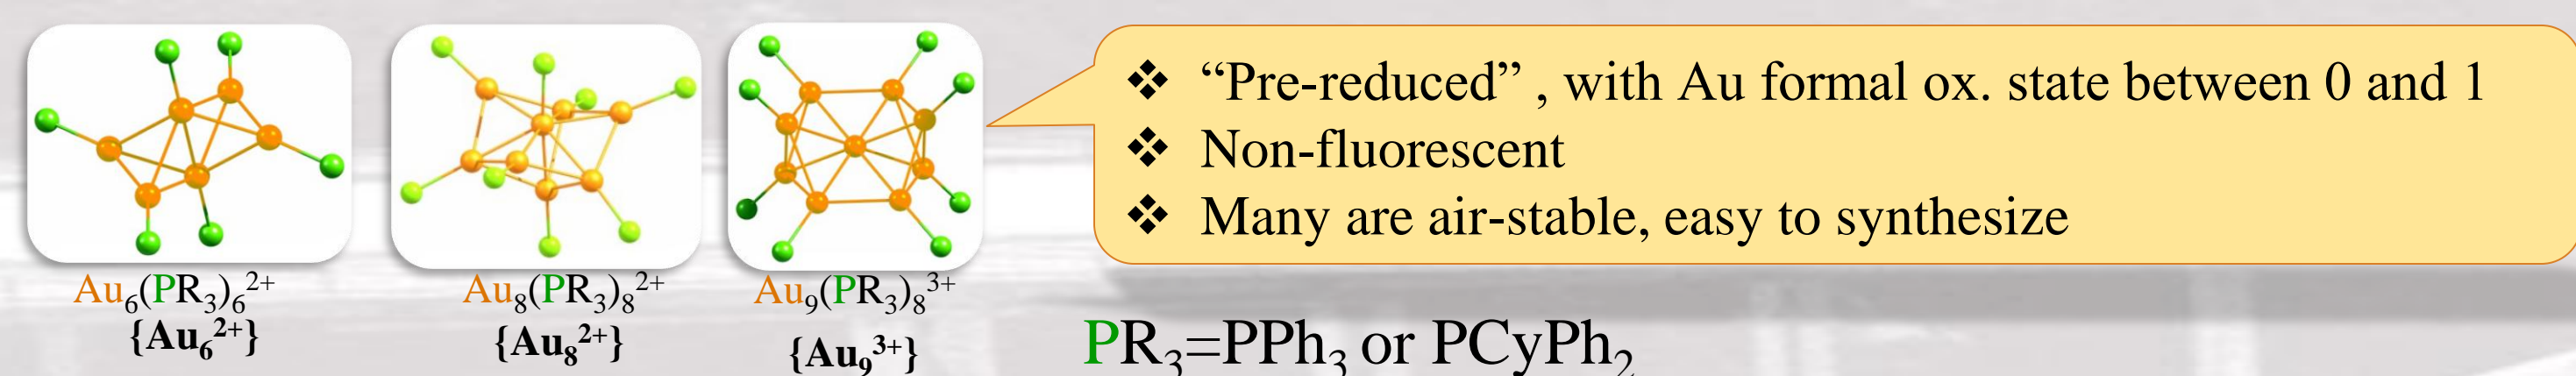 ❖ “Pre-reduced” , with Au formal ox. state between 0 and 1
❖ Non-fluorescent
❖ Many are air-stable, easy to synthesize
Au₆(PR₃)₆²⁺
{Au₆²⁺}
Au₈(PR₃)₈²⁺
{Au₈²⁺}
Au₉(PR₃)₈³⁺
{Au₉³⁺}
PR₃=PPh₃ or PCyPh₂